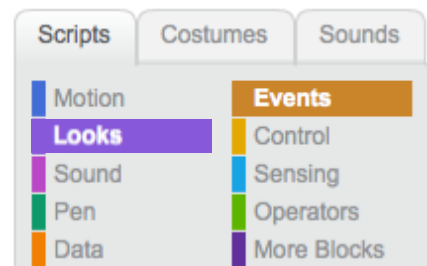 Scripts Costumes Sounds
Motion Events
Looks Control
Sound Sensing
Pen Operators
Data More Blocks